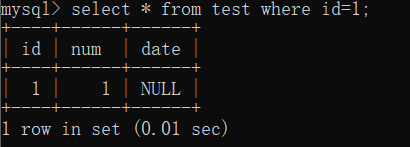 mysql> select * from test where id=1;
+----+------+------+
| id | num  | date |
+----+------+------+
|  1 |    1 | NULL |
+----+------+------+
1 row in set (0.01 sec)